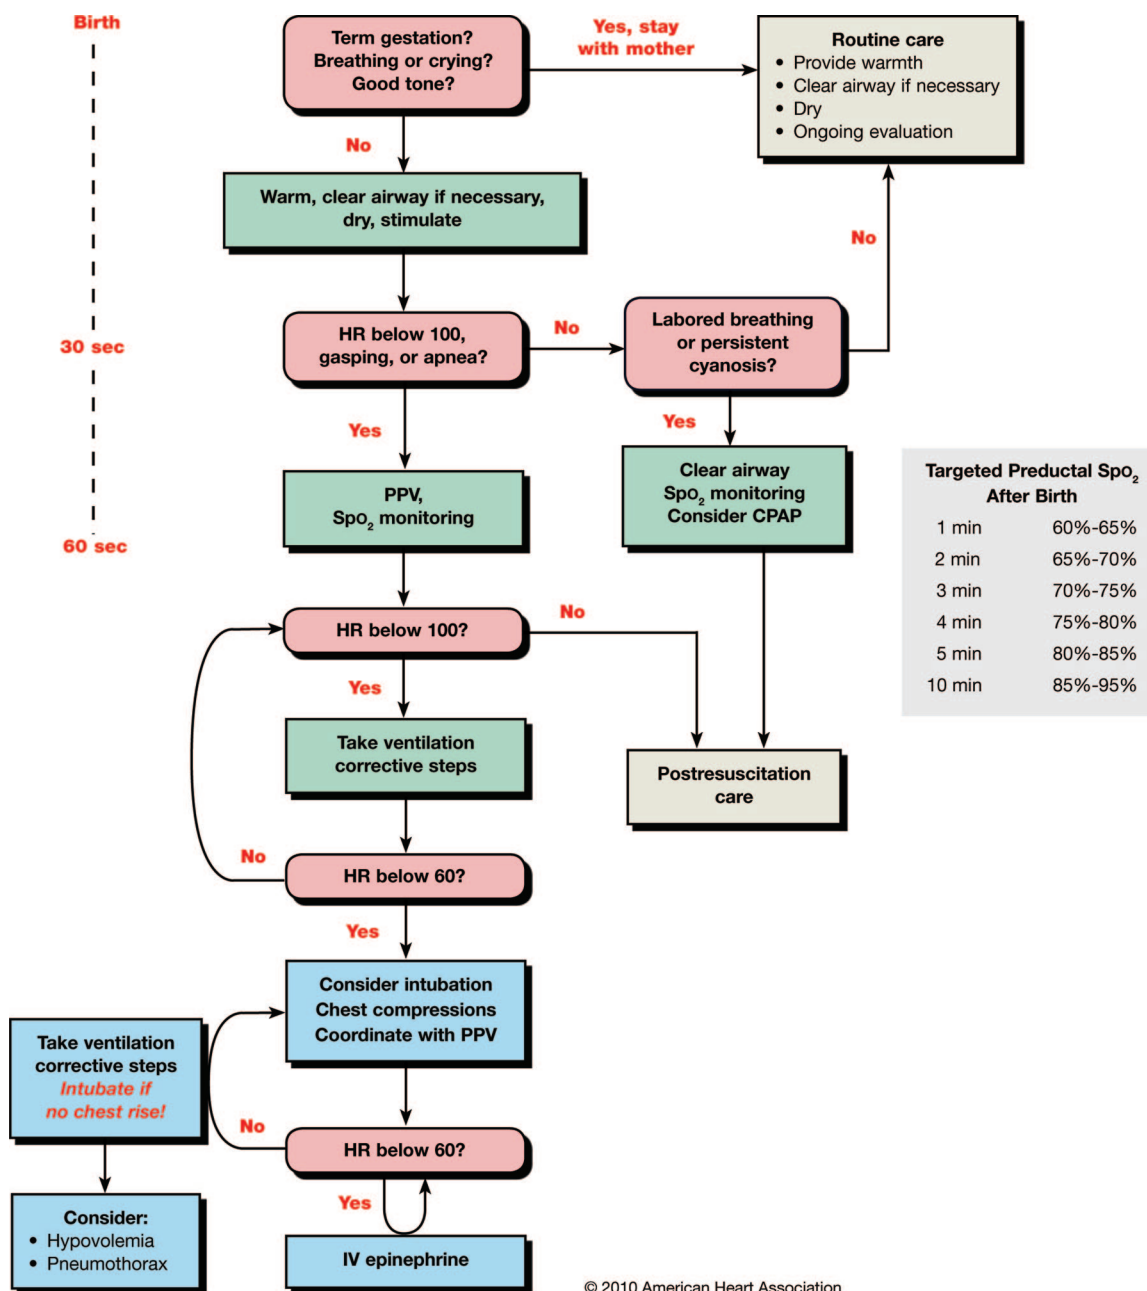 Birth
Term gestation?
Breathing or crying?
Good tone?
Yes, stay
with mother
Routine care
• Provide warmth
• Clear airway if necessary
• Dry
• Ongoing evaluation
No
Warm, clear airway if necessary,
dry, stimulate
No
30 sec
HR below 100,
gasping, or apnea?
No
Labored breathing
or persistent
cyanosis?
Yes
Yes
PPV,
SpO₂ monitoring
Clear airway
SpO₂ monitoring
Consider CPAP
60 sec
Targeted Preductal SpO₂
After Birth
1 min 60%-65%
2 min 65%-70%
3 min 70%-75%
4 min 75%-80%
5 min 80%-85%
10 min 85%-95%
HR below 100?
No
Yes
Take ventilation
corrective steps
Postresuscitation
care
No
HR below 60?
Yes
Consider intubation
Chest compressions
Coordinate with PPV
Take ventilation
corrective steps
Intubate if
no chest rise!
No
HR below 60?
Yes
Consider:
• Hypovolemia
• Pneumothorax
IV epinephrine
© 2010 American Heart Association